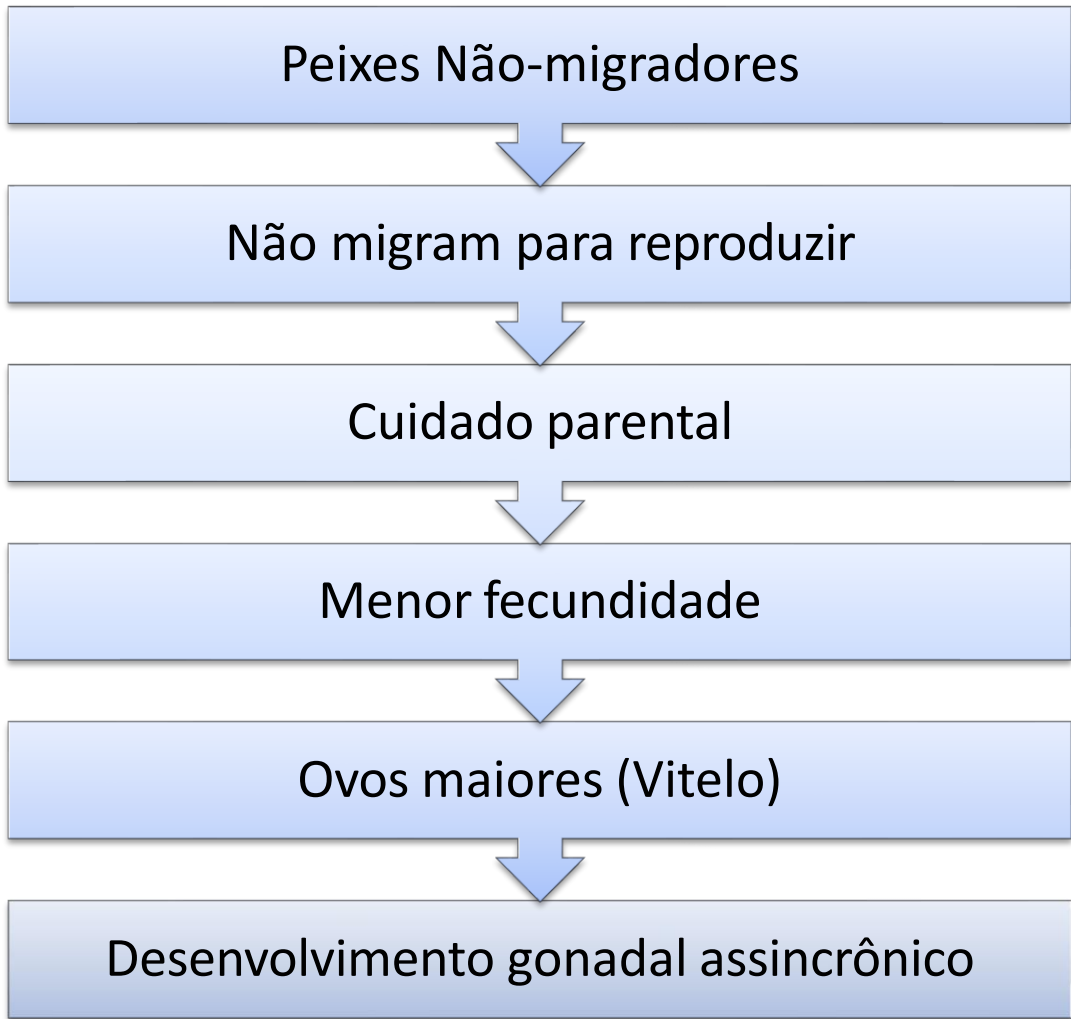 Peixes Não-migradores
Não migram para reproduzir
Cuidado parental
Menor fecundidade
Ovos maiores (Vitelo)
Desenvolvimento gonadal assincrônico